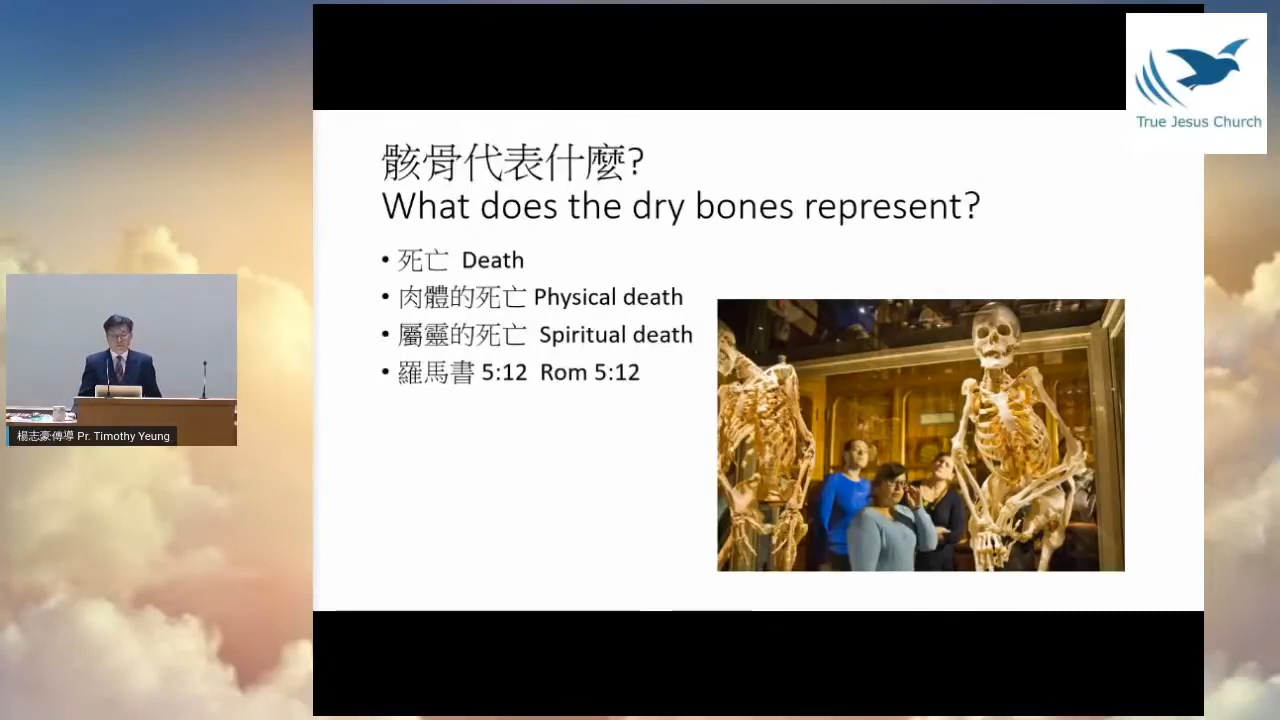 True Jesus Church
骸骨代表什麼?
What does the dry bones represent?
• 死亡 Death
• 肉體的死亡 Physical death
• 屬靈的死亡 Spiritual death
• 羅馬書 5:12 Rom 5:12
楊志豪傳導 Pr. Timothy Yeung